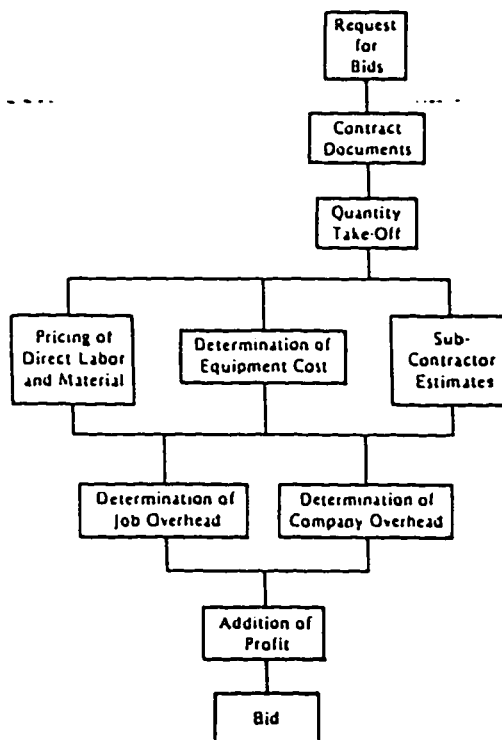 Request
for
Bids
Contract
Documents
Quantity
Take-Off
Pricing of
Direct Labor
and Material
Determination of
Equipment Cost
Sub-
Contractor
Estimates
Determination of
Job Overhead
Determination of
Company Overhead
Addition of
Profit
Bid